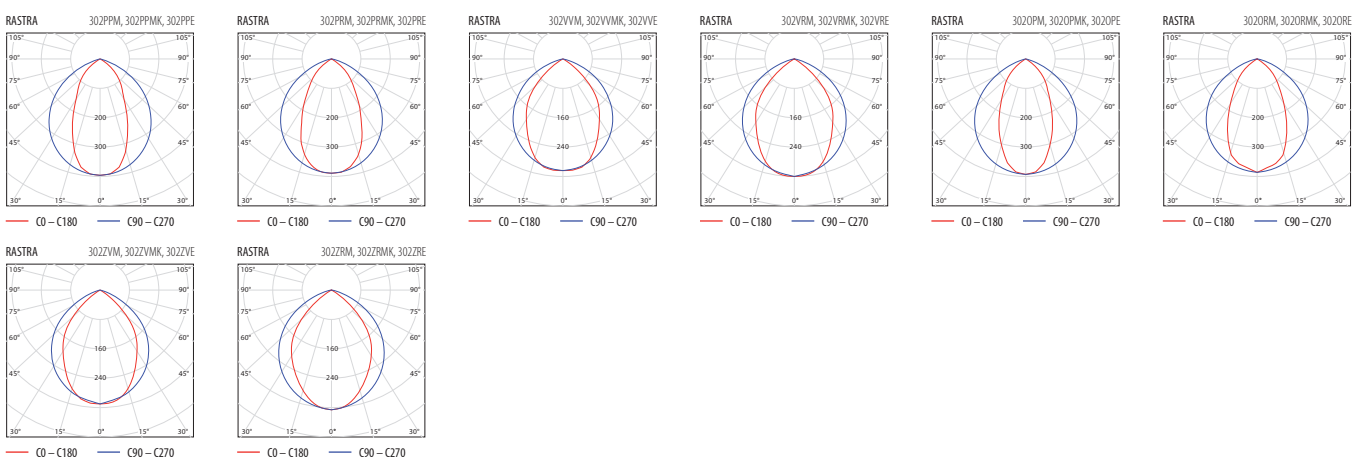 RASTRA 302PPM, 302PPMK, 302PPE
105° 105°
90° 90°
75° 75°
60° 60°
200
45° 300 45°
30° 15° 0° 15° 30°
C0 – C180 C90 – C270
RASTRA 302PRM, 302PRMK, 302PRE
105° 105°
90° 90°
75° 75°
60° 60°
200
45° 300 45°
30° 15° 0° 15° 30°
C0 – C180 C90 – C270
RASTRA 302VVM, 302VVMK, 302VVE
105° 105°
90° 90°
75° 75°
60° 60°
160
45° 240 45°
30° 15° 0° 15° 30°
C0 – C180 C90 – C270
RASTRA 302VRM, 302VRMK, 302VRE
105° 105°
90° 90°
75° 75°
60° 60°
160
45° 240 45°
30° 15° 0° 15° 30°
C0 – C180 C90 – C270
RASTRA 302OPM, 302OPMK, 302OPE
105° 105°
90° 90°
75° 75°
60° 60°
200
45° 300 45°
30° 15° 0° 15° 30°
C0 – C180 C90 – C270
RASTRA 302ORM, 302ORMK, 302ORE
105° 105°
90° 90°
75° 75°
60° 60°
200
45° 300 45°
30° 15° 0° 15° 30°
C0 – C180 C90 – C270
RASTRA 302ZVM, 302ZVMK, 302ZVE
105° 105°
90° 90°
75° 75°
60° 60°
160
45° 240 45°
30° 15° 0° 15° 30°
C0 – C180 C90 – C270
RASTRA 302ZRM, 302ZRMK, 302ZRE
105° 105°
90° 90°
75° 75°
60° 60°
160
45° 240 45°
30° 15° 0° 15° 30°
C0 – C180 C90 – C270